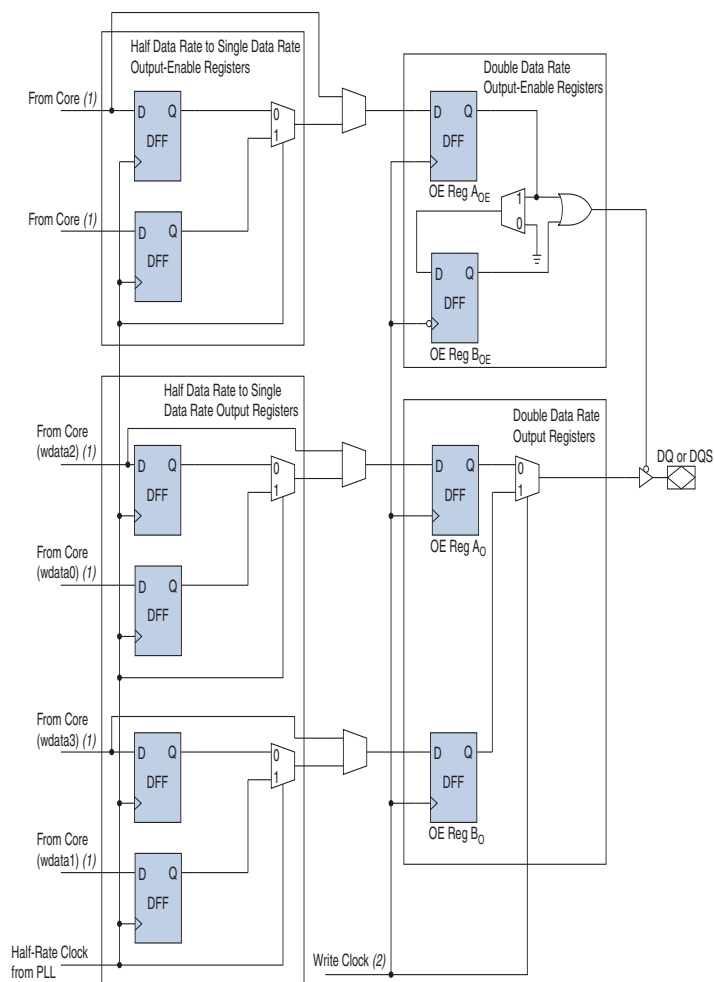 Half Data Rate to Single Data Rate
Output-Enable Registers
Double Data Rate
Output-Enable Registers
From Core (1)
D Q
DFF
0
1
D Q
DFF
OE Reg AOE
From Core (1)
D Q
DFF
1
0
D Q
DFF
OE Reg BOE
Half Data Rate to Single
Data Rate Output Registers
Double Data Rate
Output Registers
From Core
(wdata2) (1)
D Q
DFF
0
1
D Q
DFF
OE Reg AO
0
1
DQ or DQS
From Core
(wdata0) (1)
D Q
DFF
From Core
(wdata3) (1)
D Q
DFF
0
1
D Q
DFF
OE Reg BO
From Core
(wdata1) (1)
D Q
DFF
Half-Rate Clock
from PLL
Write Clock (2)